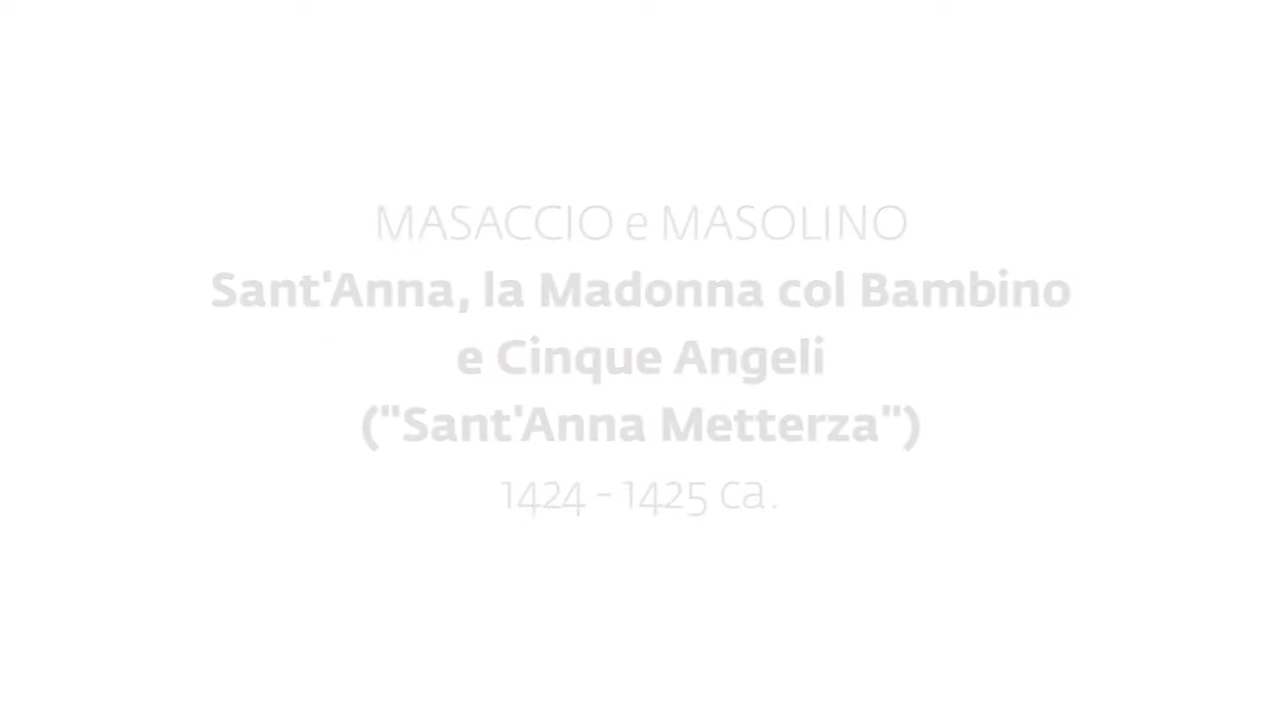 MASACCIO e MASOLINO
Sant'Anna, la Madonna col Bambino
e Cinque Angeli
("Sant'Anna Metterza")
1424 - 1425 ca.